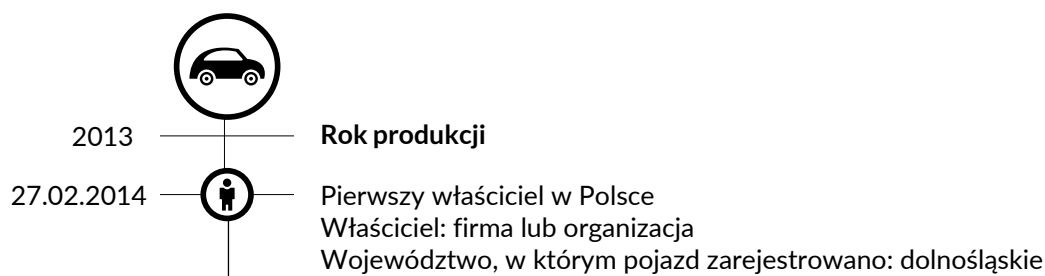 2013 Rok produkcji
27.02.2014 Pierwszy właściciel w Polsce
Właściciel: firma lub organizacja
Województwo, w którym pojazd zarejestrowano: dolnośląskie